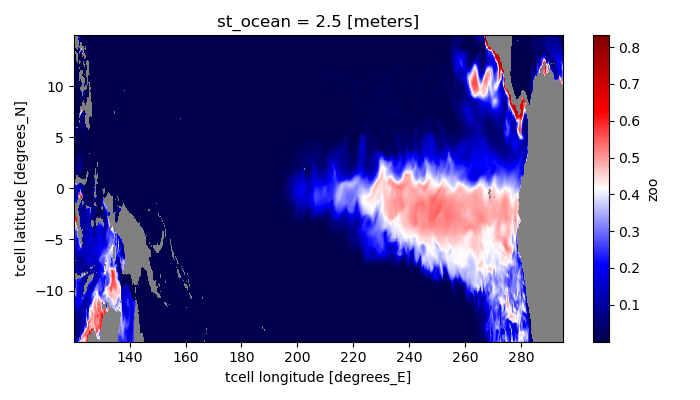 st_ocean = 2.5 [meters]
10
5
0
−5
−10
tcell latitude [degrees_N]
140 160 180 200 220 240 260 280
tcell longitude [degrees_E]
0.8
0.7
0.6
0.5
0.4
0.3
0.2
0.1
zoo